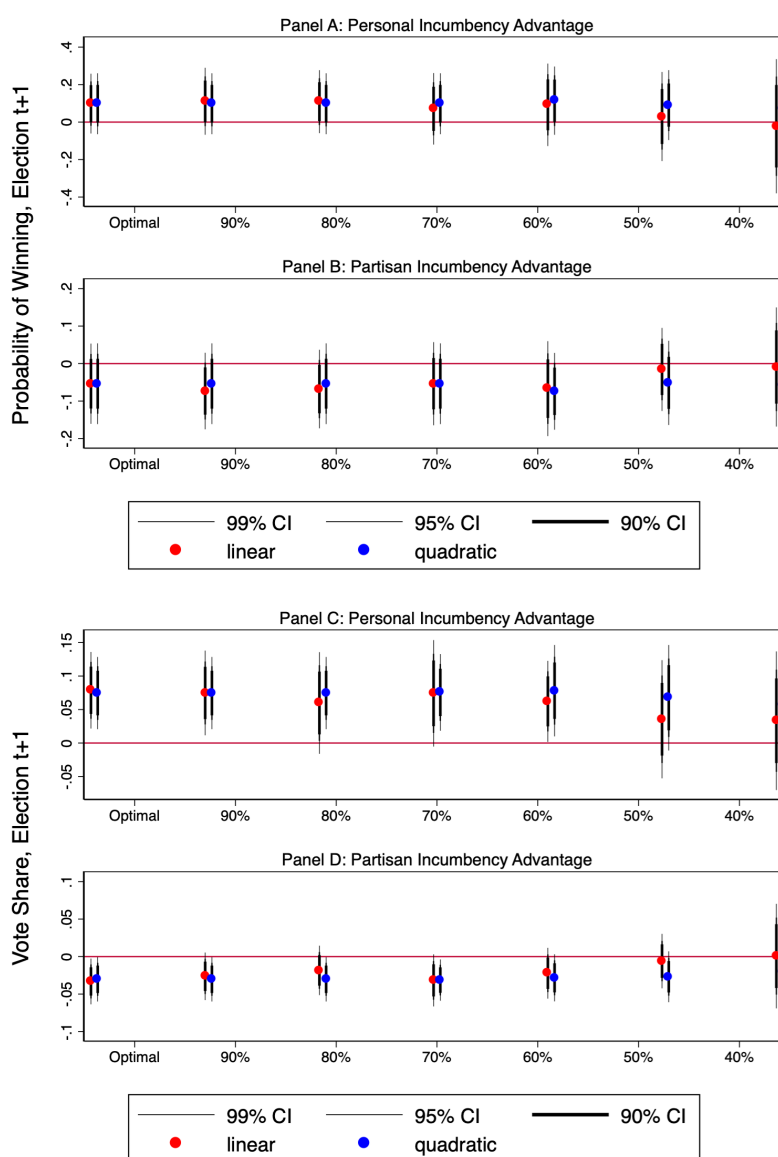 Panel A: Personal Incumbency Advantage
.4
.2
0
-.2
-.4
Optimal 90% 80% 70% 60% 50% 40%
Probability of Winning, Election t+1
Panel B: Partisan Incumbency Advantage
.2
.1
0
-.1
-.2
Optimal 90% 80% 70% 60% 50% 40%
99% CI 95% CI 90% CI
linear quadratic
Panel C: Personal Incumbency Advantage
.15
.1
.05
0
-.05
Optimal 90% 80% 70% 60% 50% 40%
Vote Share, Election t+1
Panel D: Partisan Incumbency Advantage
.1
.05
0
-.05
-.1
Optimal 90% 80% 70% 60% 50% 40%
99% CI 95% CI 90% CI
linear quadratic